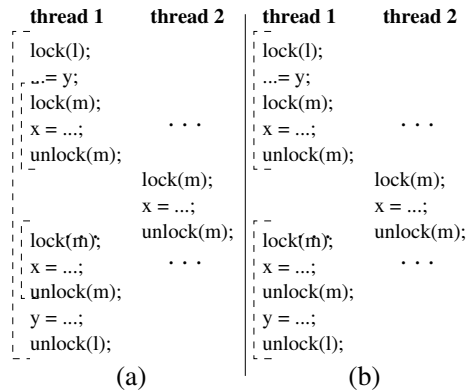 thread 1 thread 2
lock(l);
...= y;
lock(m);
x = ...; . . .
unlock(m);
lock(m);
x = ...;
unlock(m);
lock(m);
x = ...; . . .
unlock(m);
y = ...;
unlock(l);
(a)
thread 1 thread 2
lock(l);
...= y;
lock(m);
x = ...; . . .
unlock(m);
lock(m);
x = ...;
unlock(m);
lock(m);
x = ...; . . .
unlock(m);
y = ...;
unlock(l);
(b)